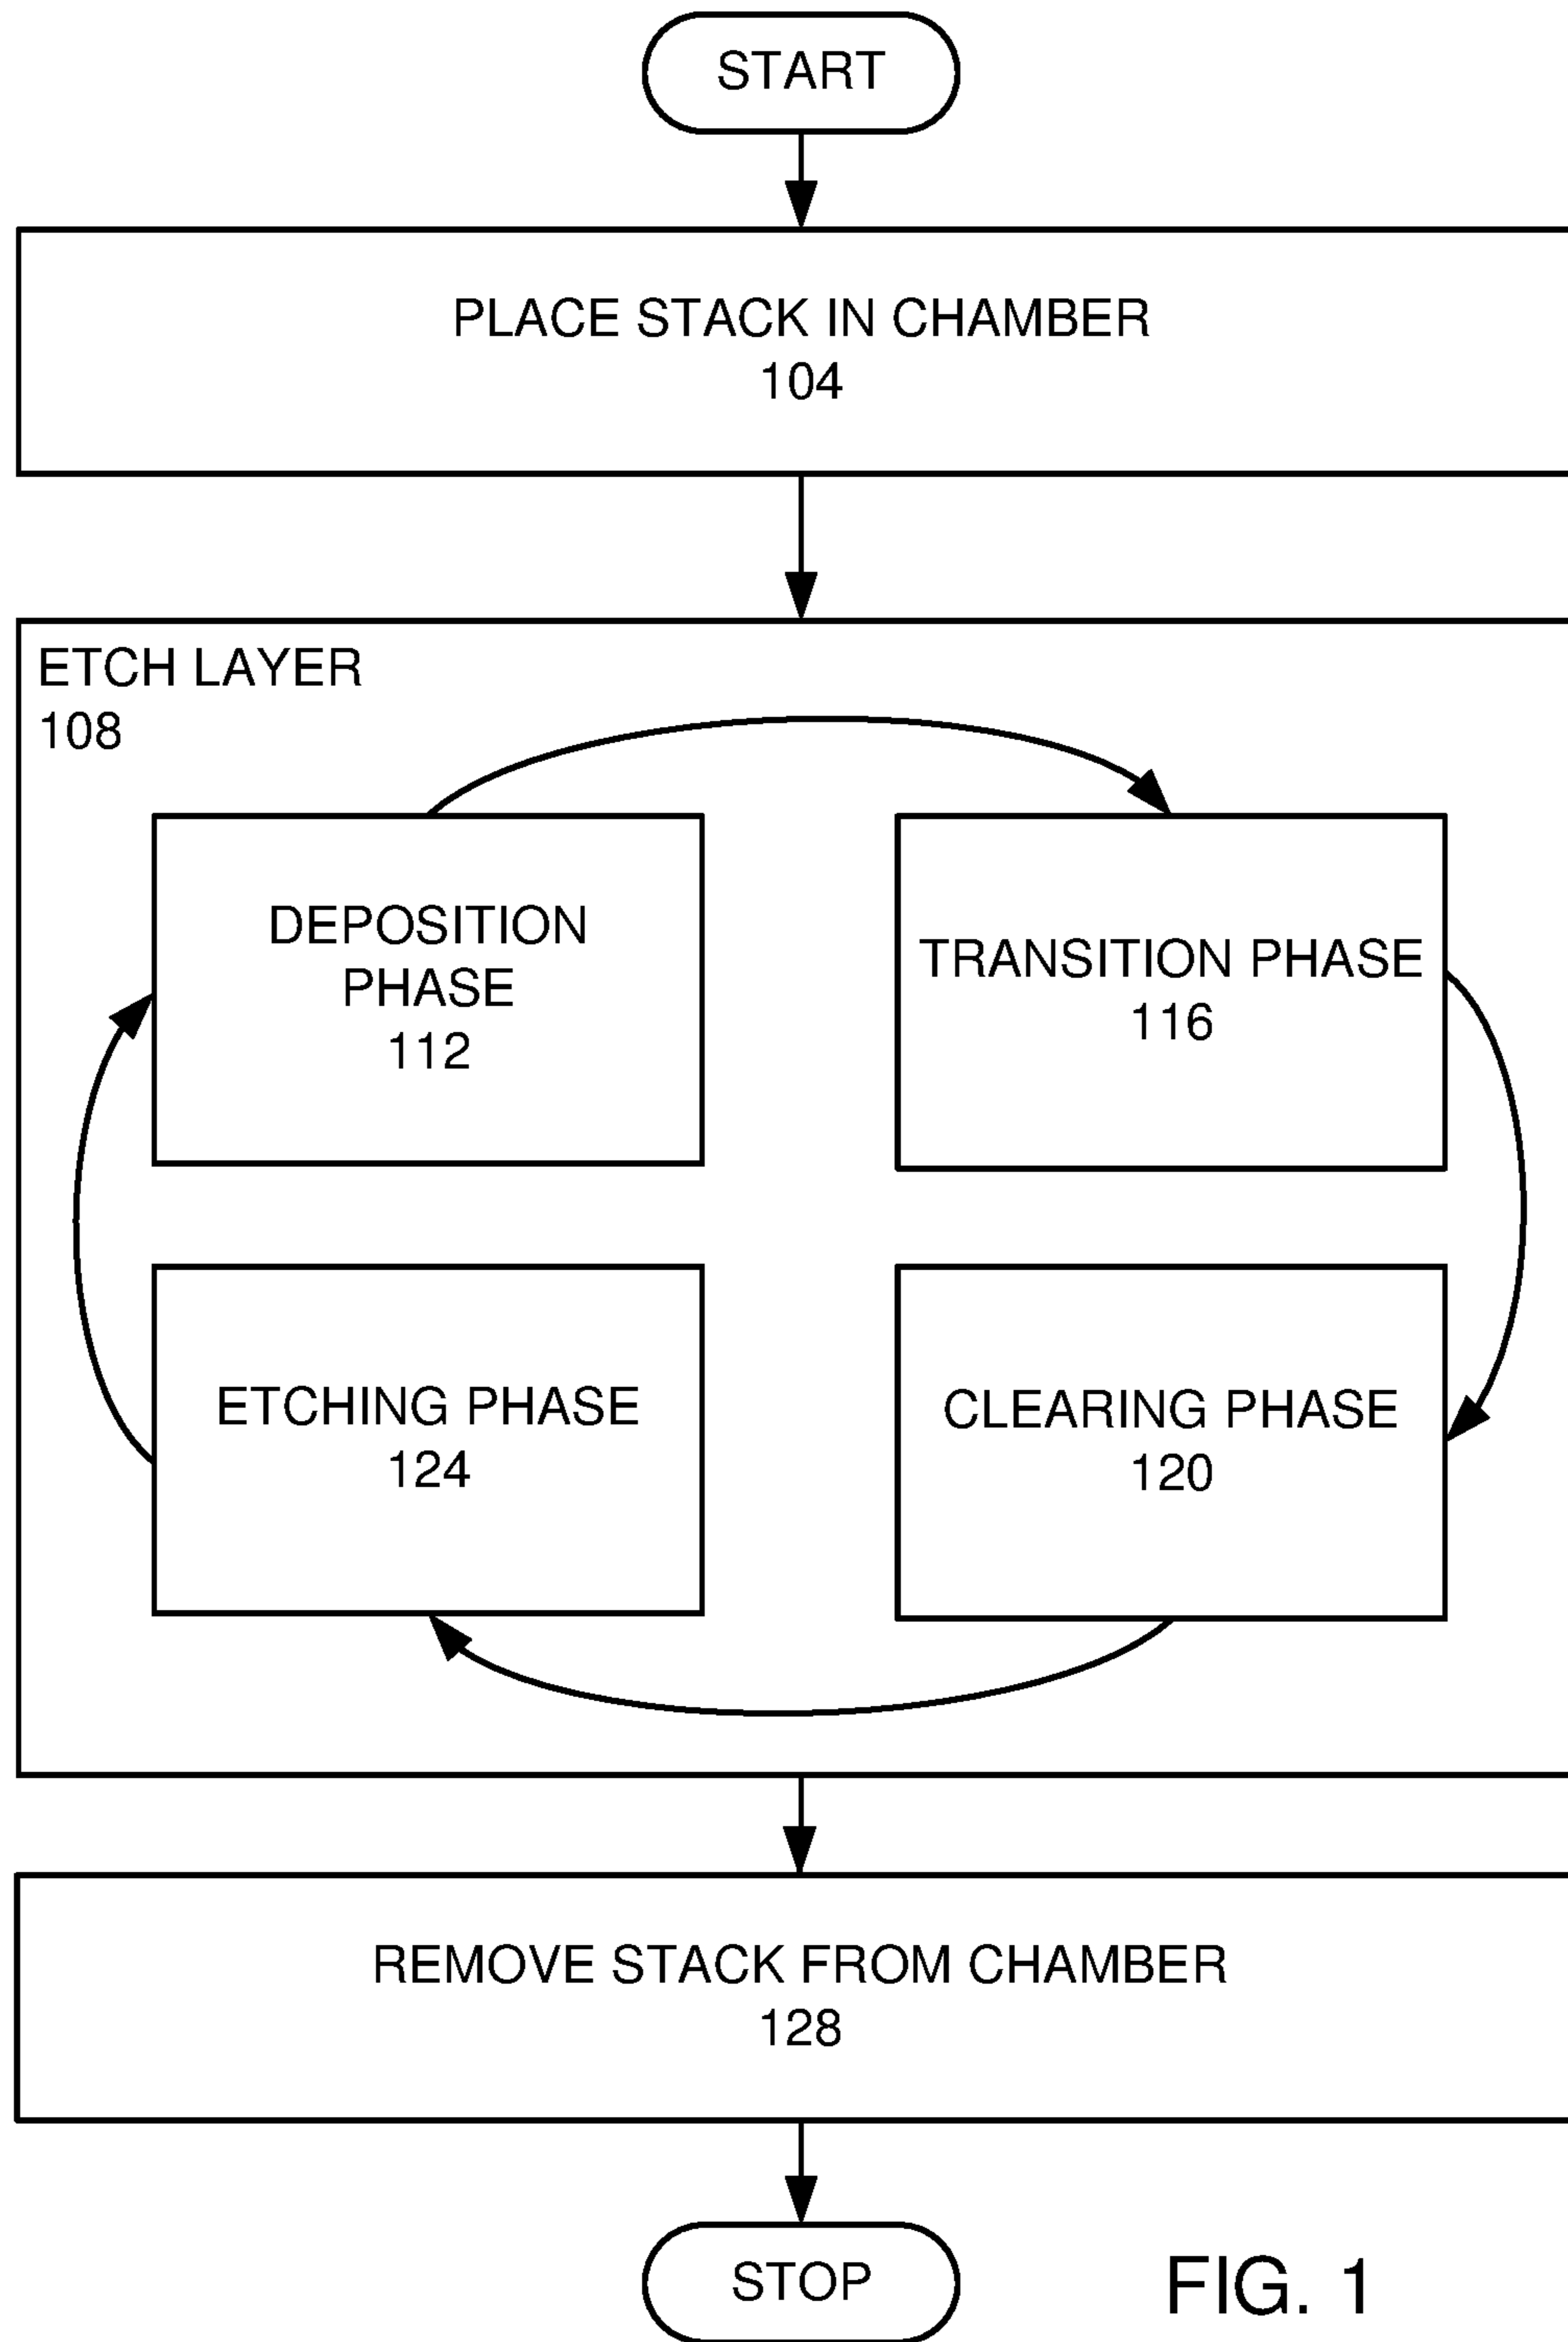 START
PLACE STACK IN CHAMBER
104
ETCH LAYER
108
DEPOSITION
PHASE
112
TRANSITION PHASE
116
ETCHING PHASE
124
CLEARING PHASE
120
REMOVE STACK FROM CHAMBER
128
STOP
FIG. 1